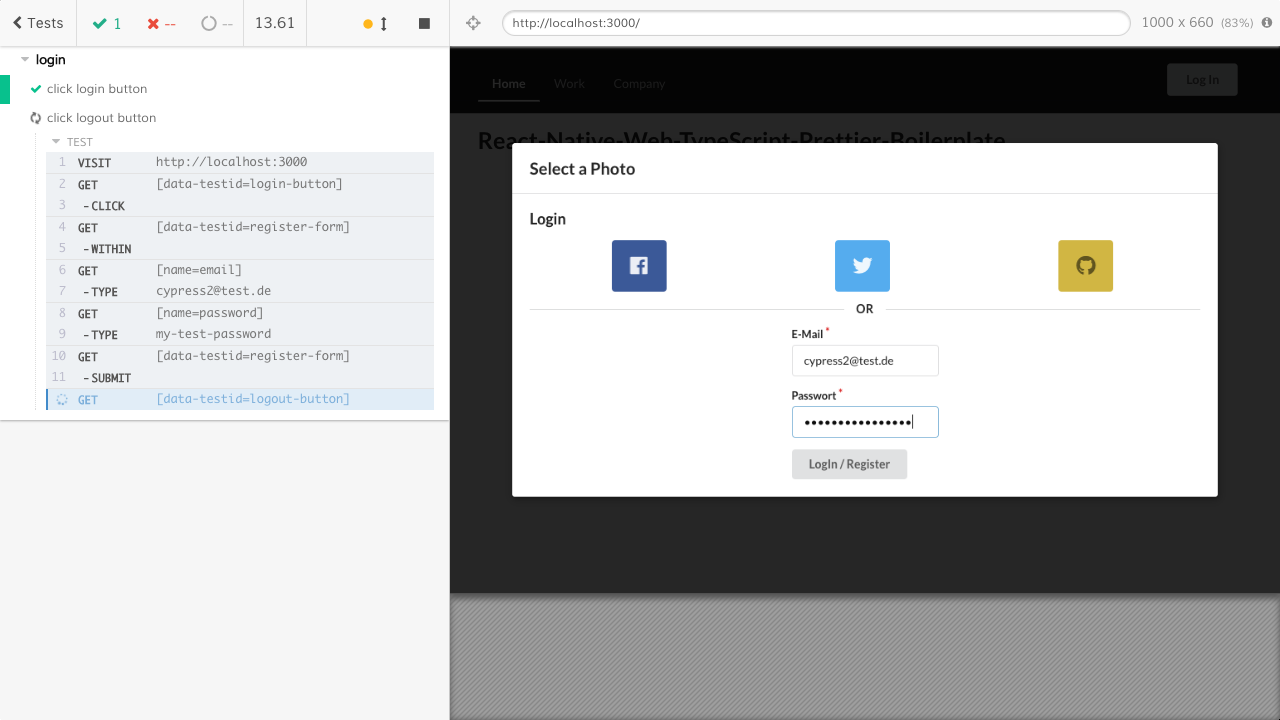 Tests
1
--
--
13.61
http://localhost:3000/
1000 x 660 (83%)
login
click login button
click logout button
TEST
1 VISIT http://localhost:3000
2 GET [data-testid=login-button]
3 -CLICK
4 GET [data-testid=register-form]
5 -WITHIN
6 GET [name=email]
7 -TYPE cypress2@test.de
8 GET [name=password]
9 -TYPE my-test-password
10 GET [data-testid=register-form]
11 -SUBMIT
GET [data-testid=logout-button]
Home Work Company Log In
React-Native-Web-TypeScript-Prettier-Boilerplate
Select a Photo
Login
OR
E-Mail *
cypress2@test.de
Passwort *
••••••••••••••••
LogIn / Register